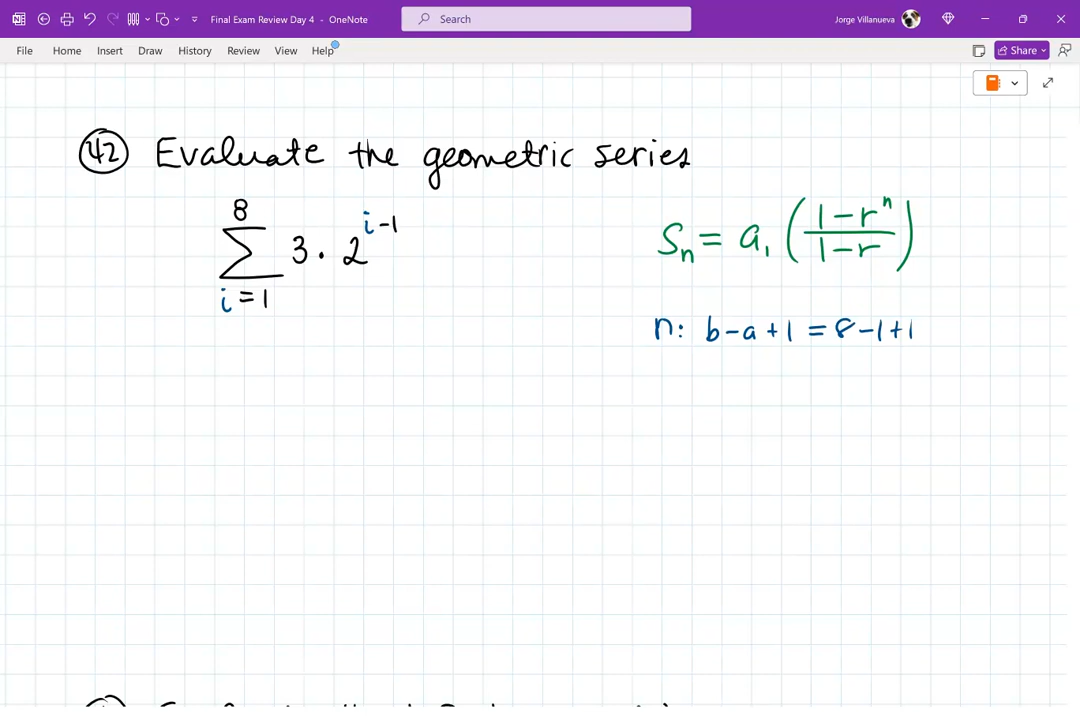 Final Exam Review Day 4 - OneNote
Search
Jorge Villanueva
File Home Insert Draw History Review View Help
Share
42 Evaluate the geometric series
8
∑ 3 · 2^{i-1}
i = 1
Sₙ = a₁ ( (1 - rⁿ) / (1 - r) )
n: b - a + 1 = 8 - 1 + 1